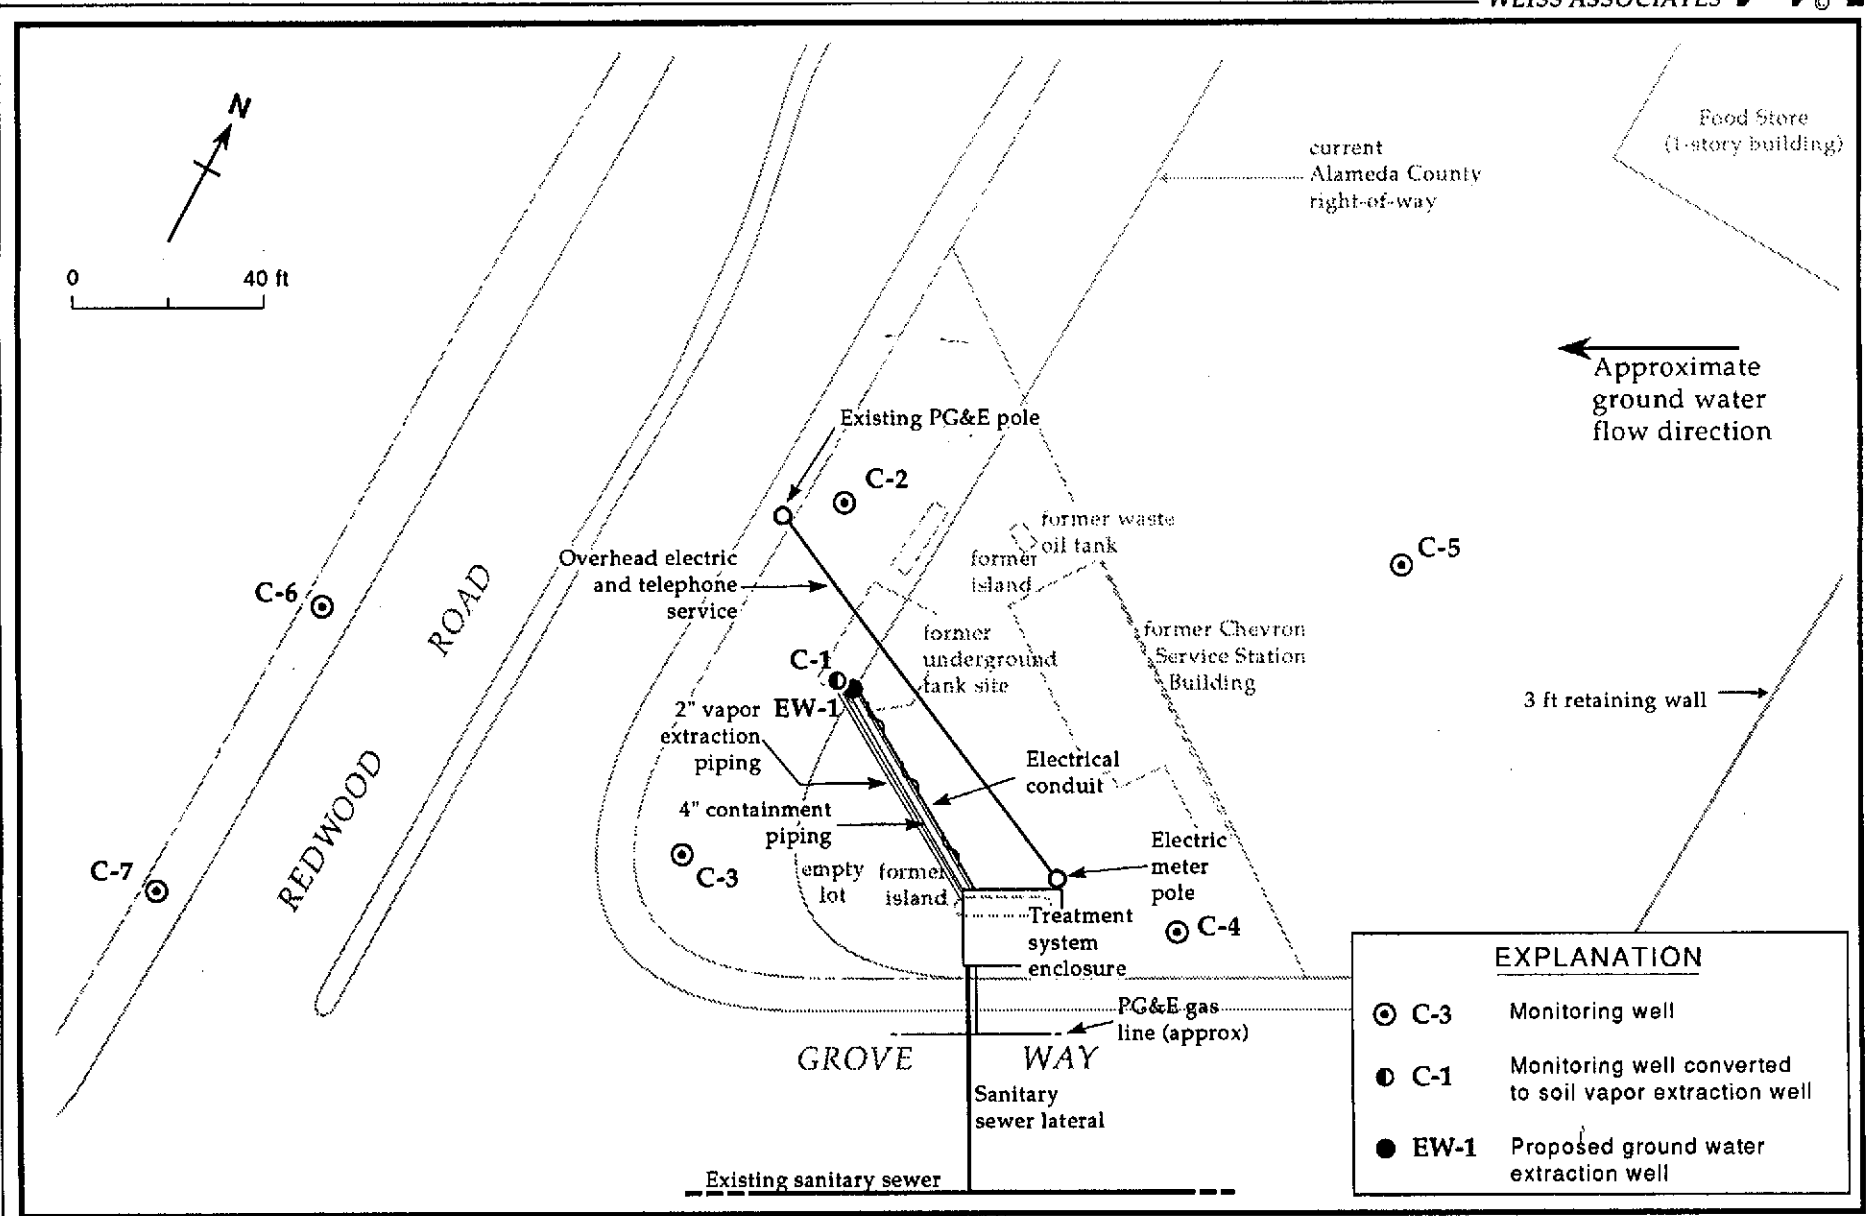 WEISS ASSOCIATES
©
N
0 40 ft
current
Alameda County
right-of-way
Food Store
(1-story building)
Approximate
ground water
flow direction
Existing PG&E pole
C-2
former waste
oil tank
former
island
C-5
Overhead electric
and telephone
service
C-6
ROAD
former
underground
tank site
former Chevron
Service Station
Building
C-1
EW-1
3 ft retaining wall
2" vapor
extraction
piping
Electrical
conduit
4" containment
piping
REDWOOD
Electric
meter
pole
C-7
C-3
empty
lot
former
island
Treatment
system
enclosure
C-4
PG&E gas
line (approx)
GROVE WAY
Sanitary
sewer lateral
Existing sanitary sewer
EXPLANATION
C-3 Monitoring well
C-1 Monitoring well converted
to soil vapor extraction well
EW-1 Proposed ground water
extraction well